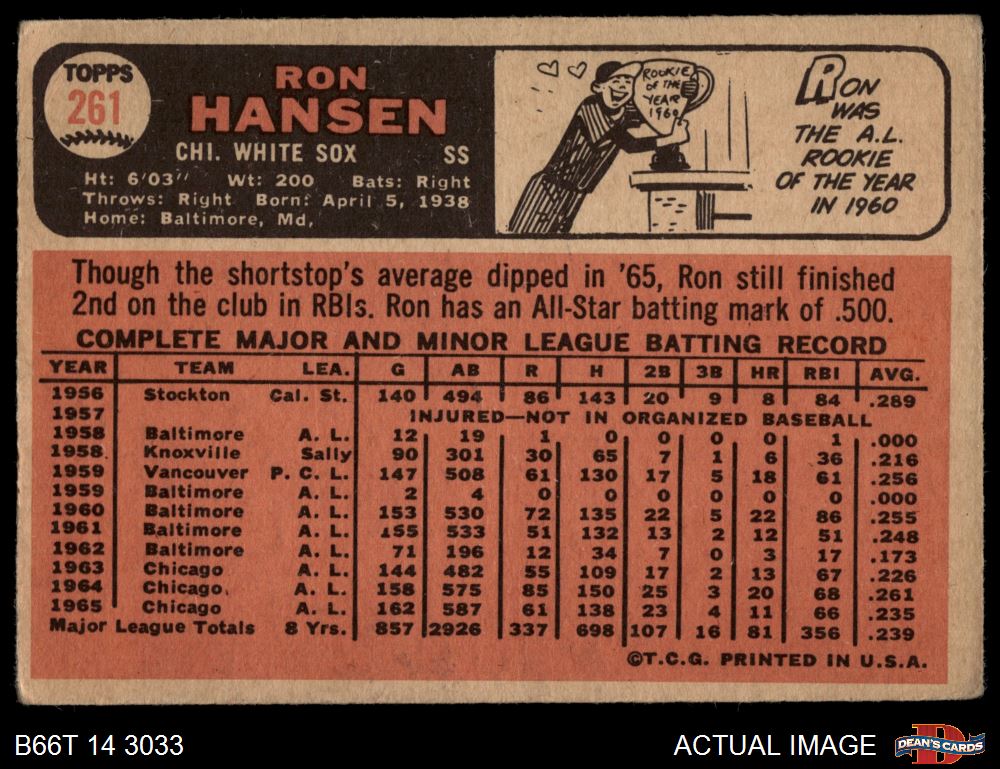 TOPPS
261
RON
HANSEN
CHI. WHITE SOX SS
Ht: 6'03" Wt: 200 Bats: Right
Throws: Right Born: April 5, 1938
Home: Baltimore, Md,
ROOKIE
OF THE
YEAR
1960
RON
WAS
THE A.L.
ROOKIE
OF THE YEAR
IN 1960
Though the shortstop's average dipped in '65, Ron still finished
2nd on the club in RBIs. Ron has an All-Star batting mark of .500.
COMPLETE MAJOR AND MINOR LEAGUE BATTING RECORD
YEAR TEAM LEA. G AB R H 2B 3B HR RBI AVG.
1956 Stockton Cal. St. 140 494 86 143 20 9 8 84 .289
1957 INJURED—NOT IN ORGANIZED BASEBALL
1958 Baltimore A. L. 12 19 1 0 0 0 0 1 .000
1958 Knoxville Sally 90 301 30 65 7 1 6 36 .216
1959 Vancouver P. C. L. 147 508 61 130 17 5 18 61 .256
1959 Baltimore A. L. 2 4 0 0 0 0 0 0 .000
1960 Baltimore A. L. 153 530 72 135 22 5 22 86 .255
1961 Baltimore A. L. 155 533 51 132 13 2 12 51 .248
1962 Baltimore A. L. 71 196 12 34 7 0 3 17 .173
1963 Chicago A. L. 144 482 55 109 17 2 13 67 .226
1964 Chicago. A. L. 158 575 85 150 25 3 20 68 .261
1965 Chicago A. L. 162 587 61 138 23 4 11 66 .235
Major League Totals 8 Yrs. 857 2926 337 698 107 16 81 356 .239
©T.C.G. PRINTED IN U.S.A.
B66T 14 3033
ACTUAL IMAGE
D
DEAN'S CARDS